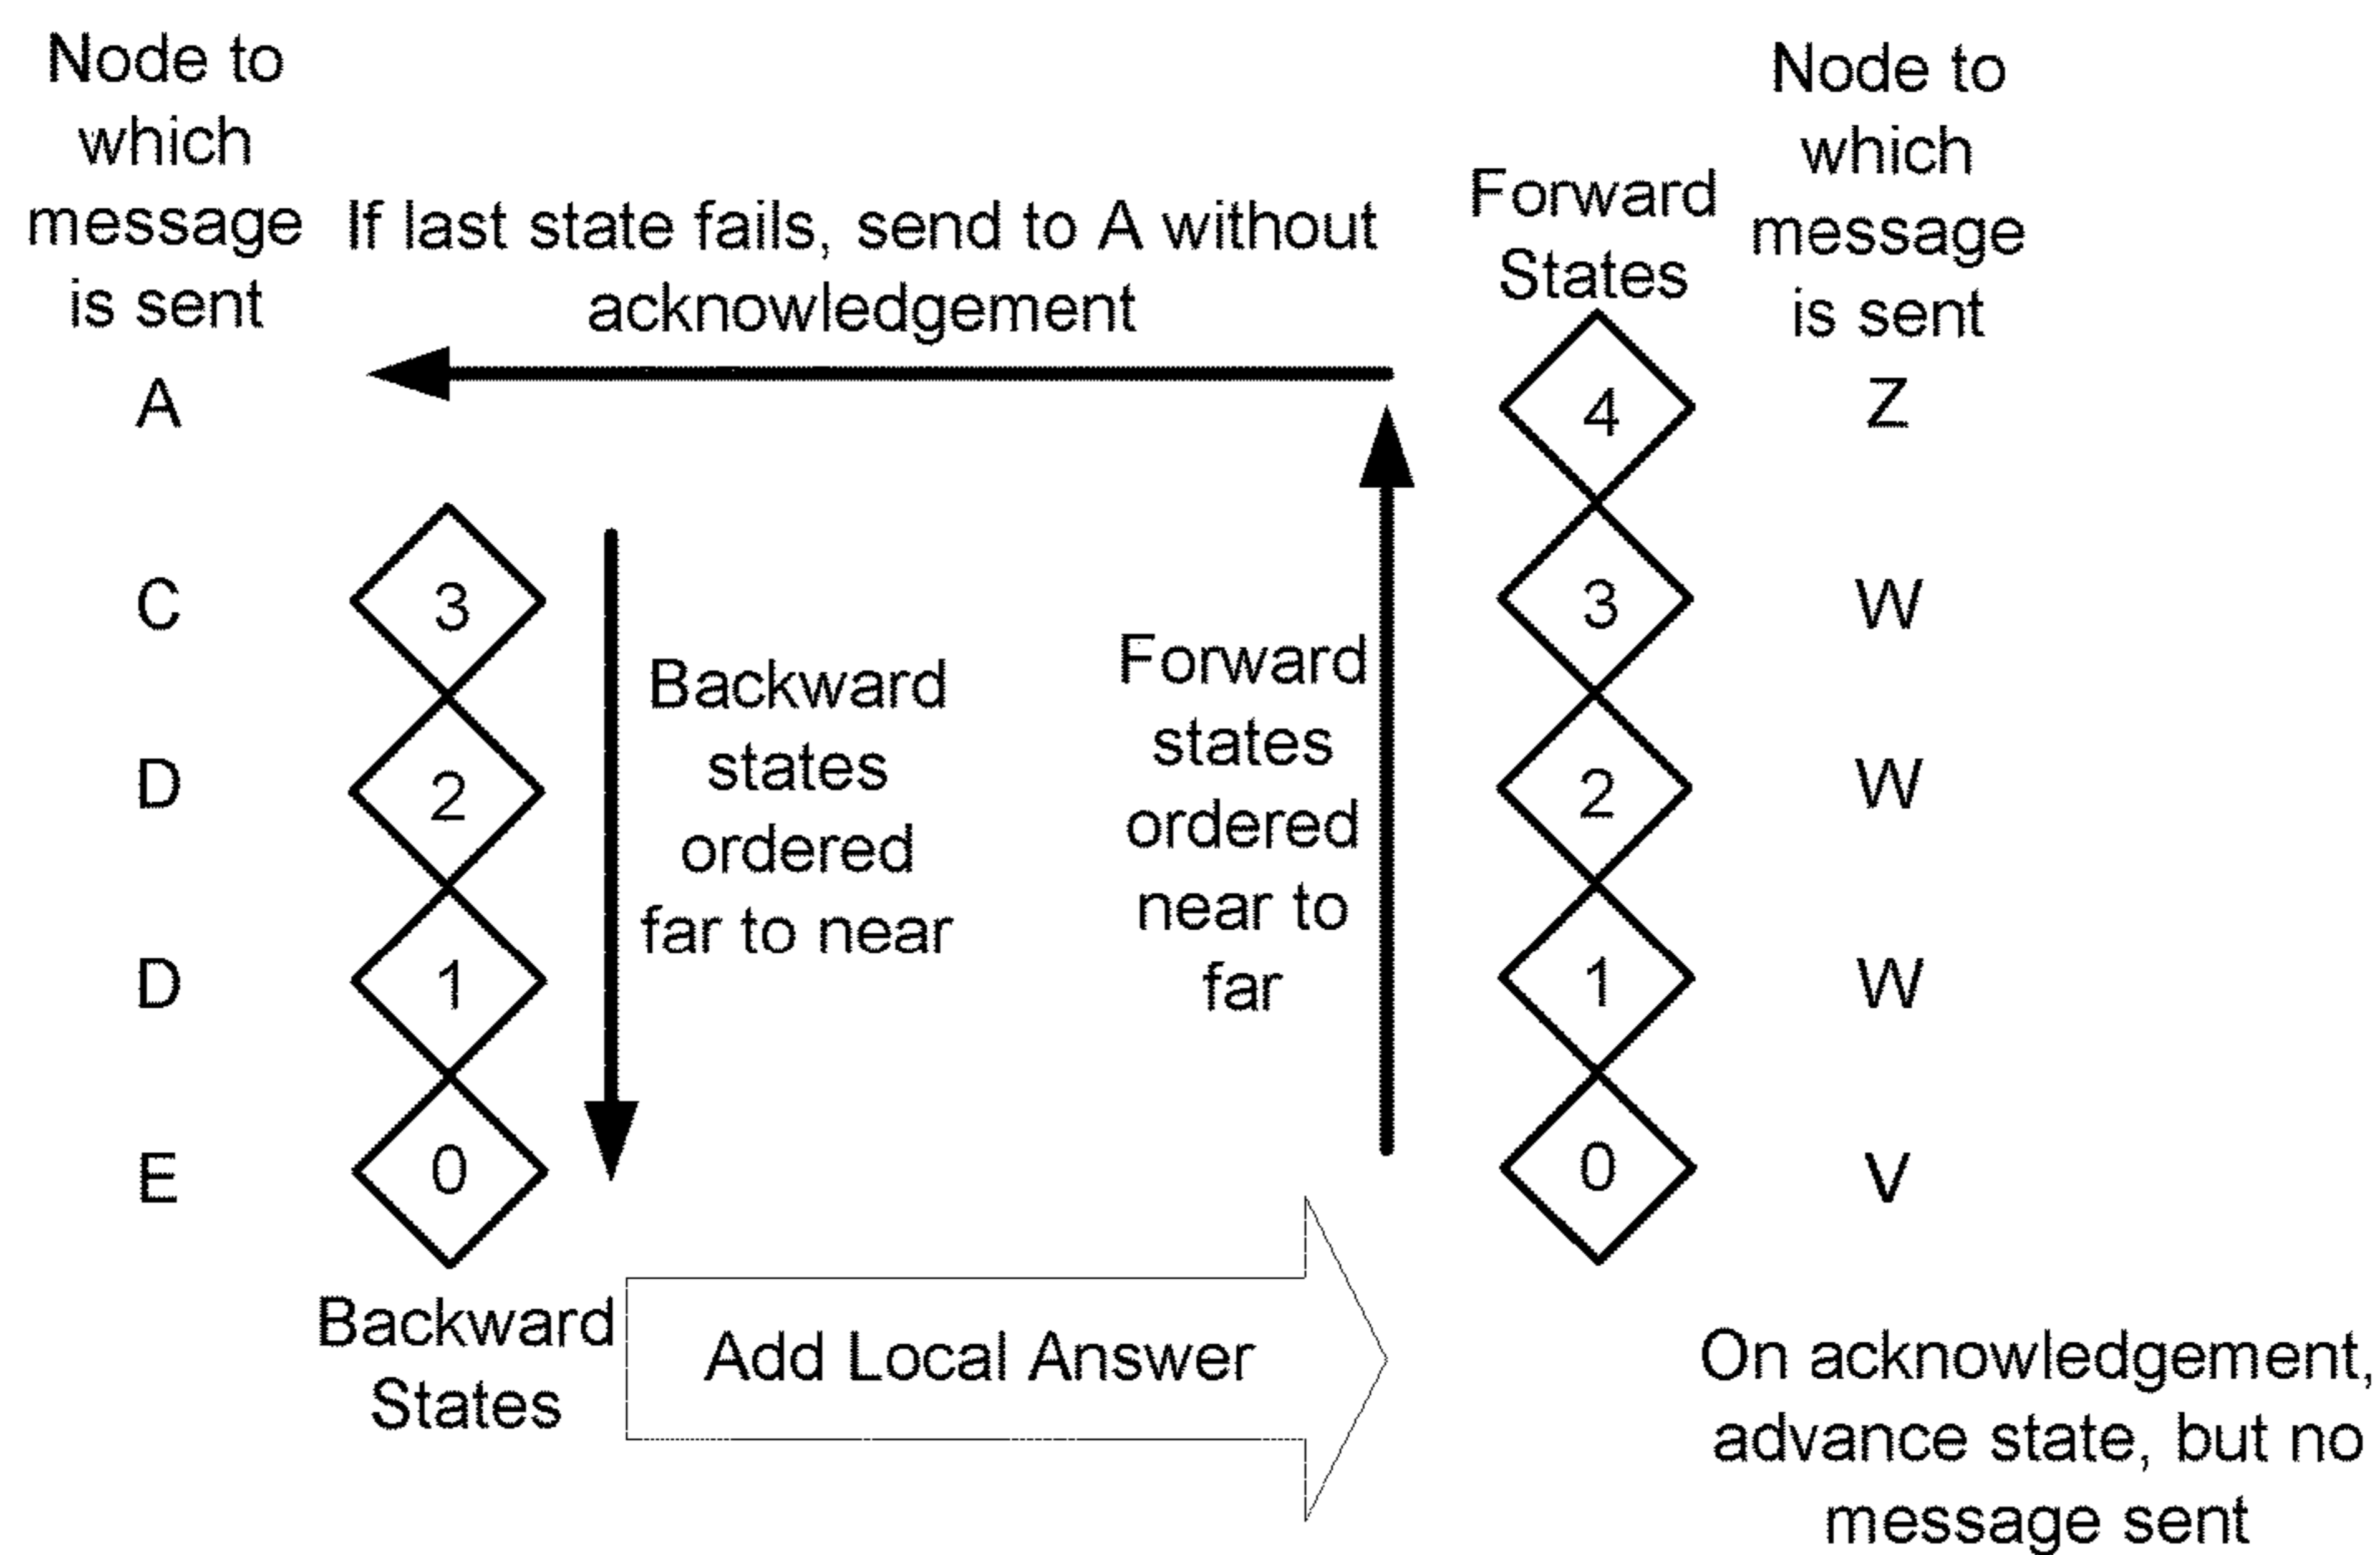 Node to
which
message
is sent
If last state fails, send to A without
acknowledgement
Forward
States
Node to
which
message
is sent
A
4
Z
C
3
3
W
D
2
2
W
D
1
1
W
E
0
0
V
Backward
states
ordered
far to near
Forward
states
ordered
near to
far
Backward
States
Add Local Answer
On acknowledgement,
advance state, but no
message sent